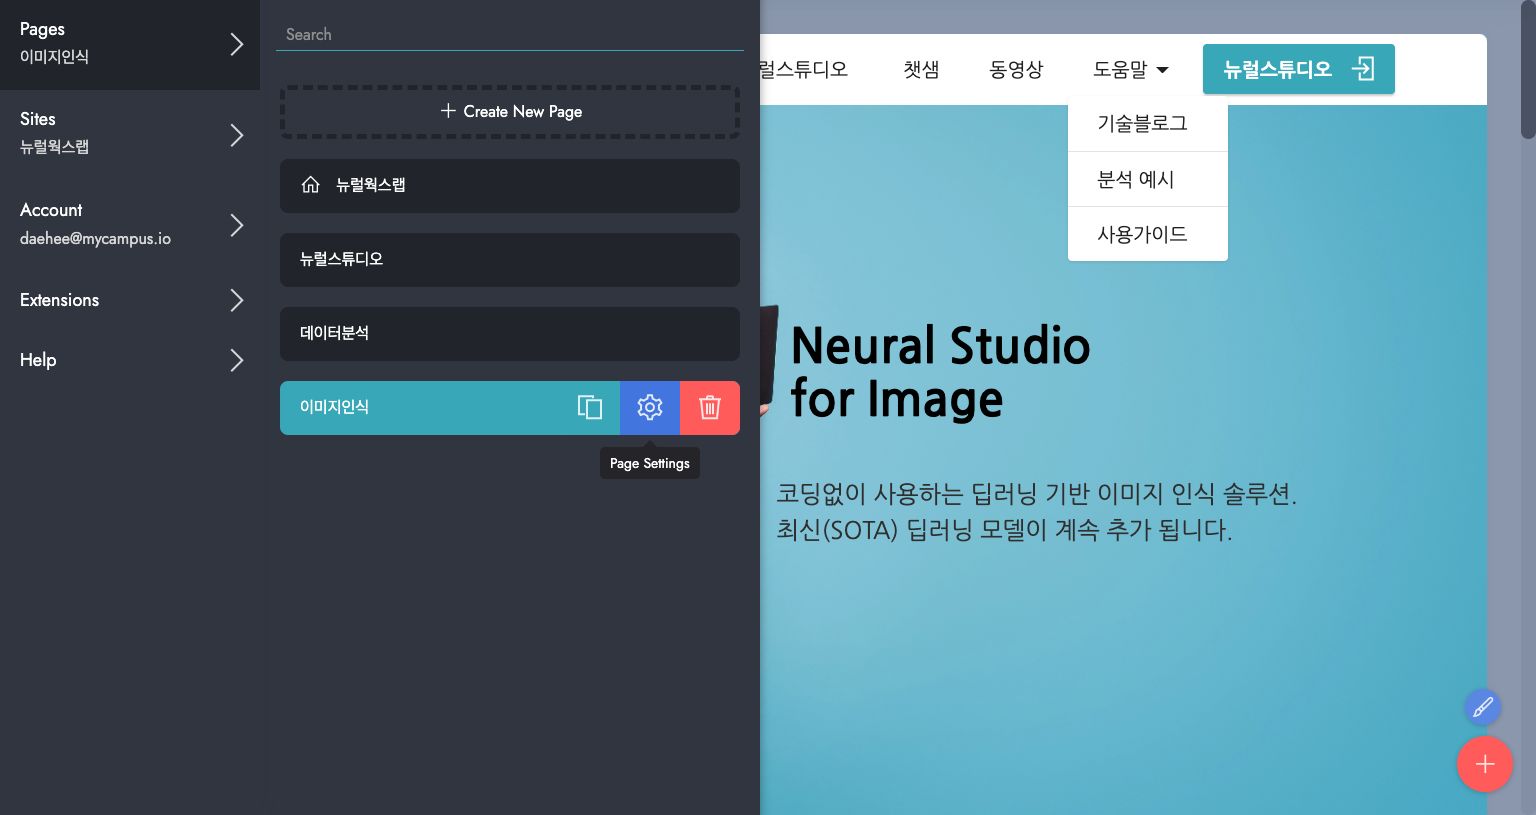 Pages
이미지인식
Sites
뉴럴웍스랩
Account
daehee@mycampus.io
Extensions
Help
Search
Create New Page
뉴럴웍스랩
뉴럴스튜디오
데이터분석
이미지인식
Page Settings
럴스튜디오
챗샘
동영상
도움말
뉴럴스튜디오
기술블로그
분석 예시
사용가이드
Neural Studio
for Image
코딩없이 사용하는 딥러닝 기반 이미지 인식 솔루션.
최신(SOTA) 딥러닝 모델이 계속 추가 됩니다.